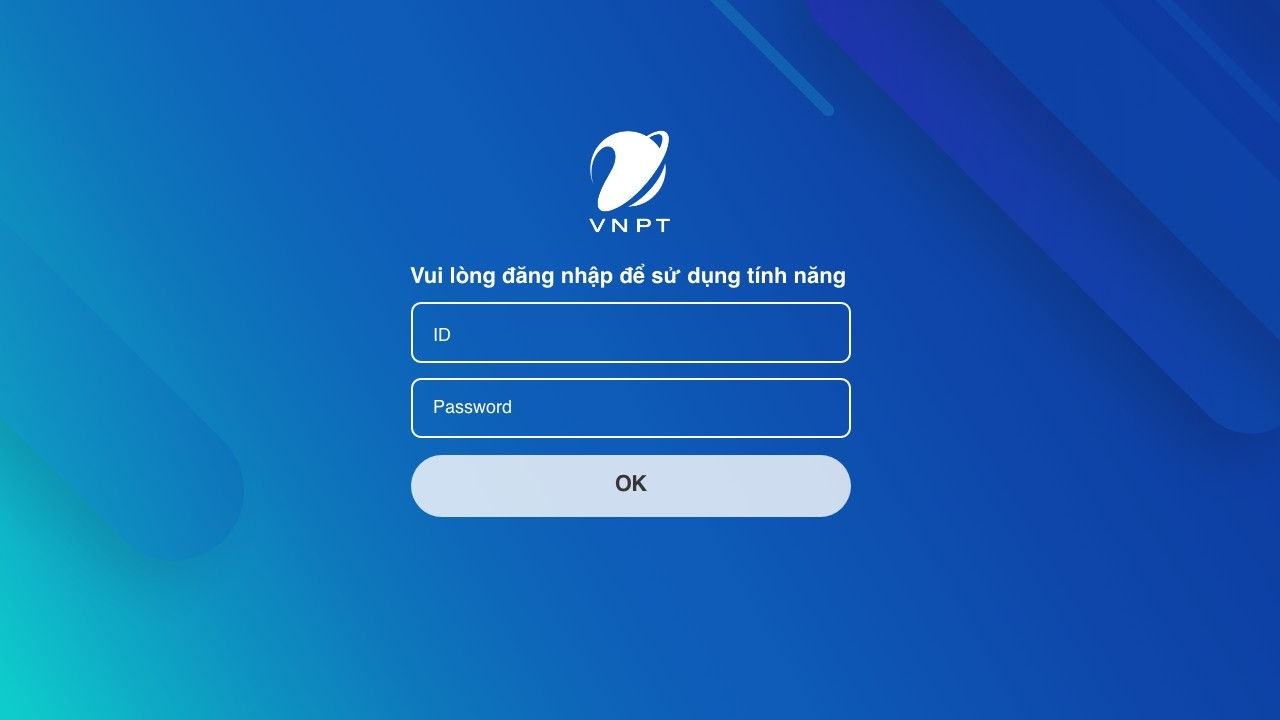 VNPT
Vui lòng đăng nhập để sử dụng tính năng
ID
Password
OK